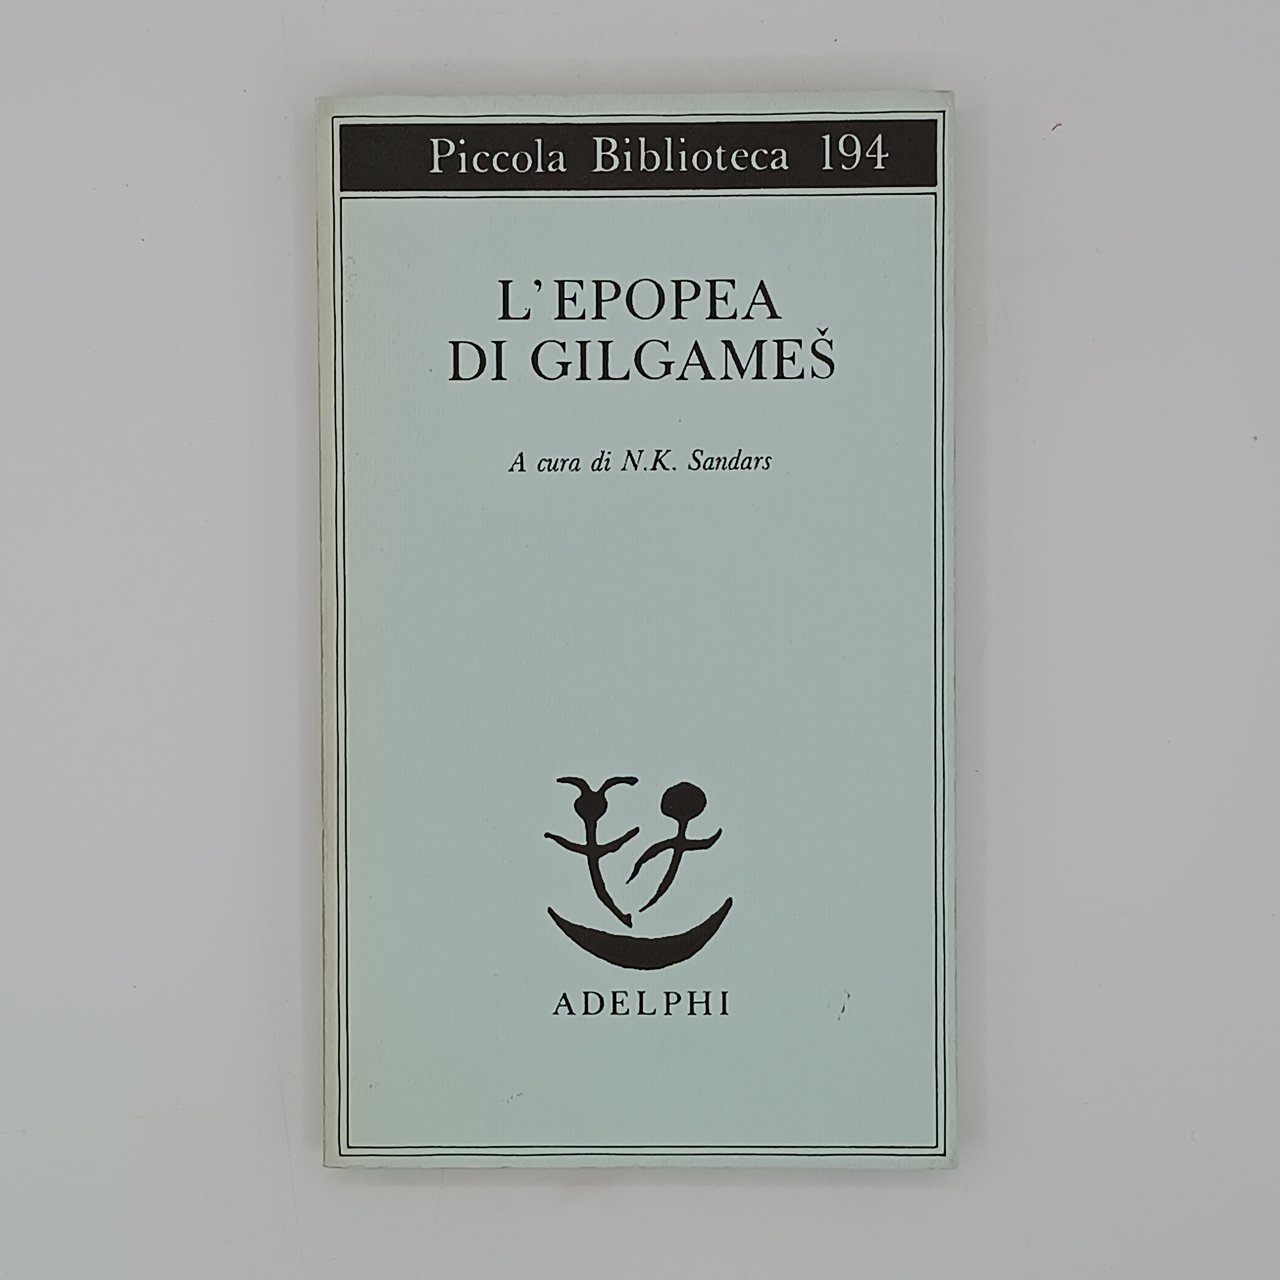 Piccola Biblioteca 194
L'EPOPEA
DI GILGAMEŠ
A cura di N.K. Sandars
ADELPHI